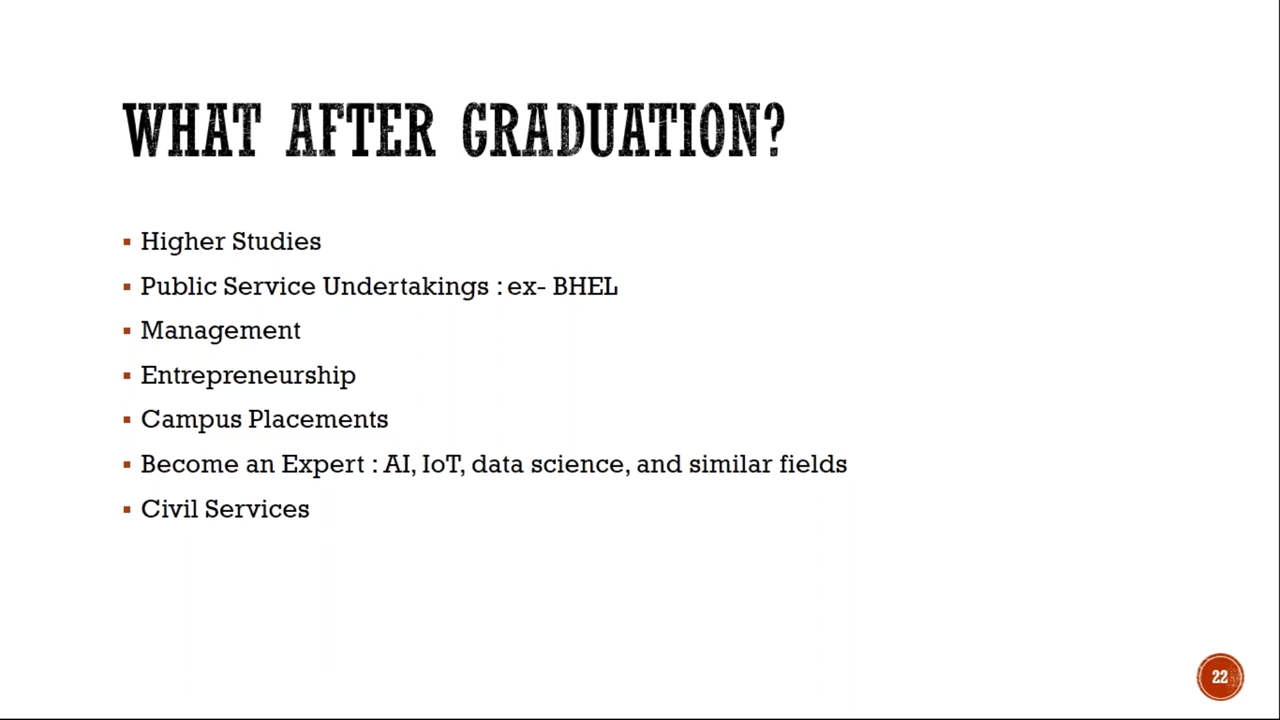 WHAT AFTER GRADUATION?
Higher Studies
Public Service Undertakings : ex- BHEL
Management
Entrepreneurship
Campus Placements
Become an Expert : AI, IoT, data science, and similar fields
Civil Services
22